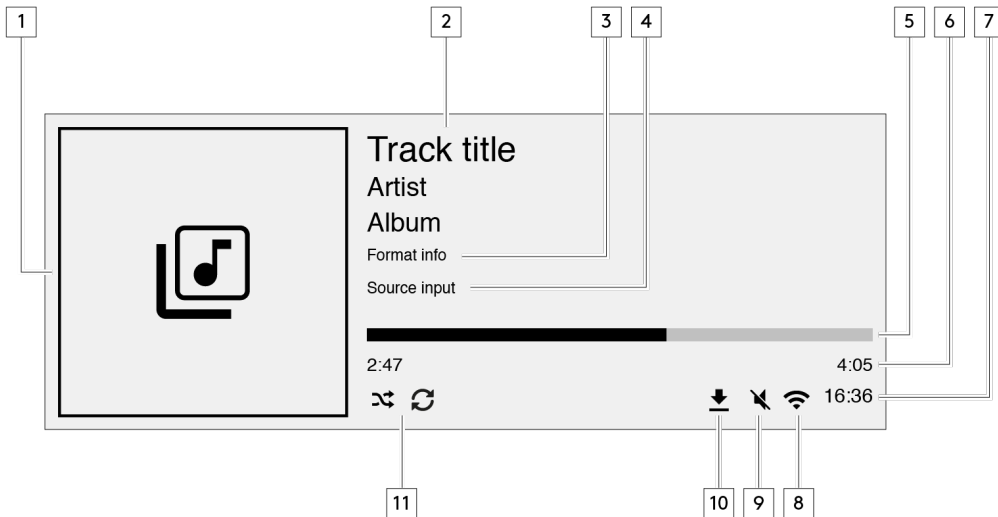 1 2 3 4 5 6 7
Track title
Artist
Album
Format info
Source input
2:47 4:05
16:36
11 10 9 8